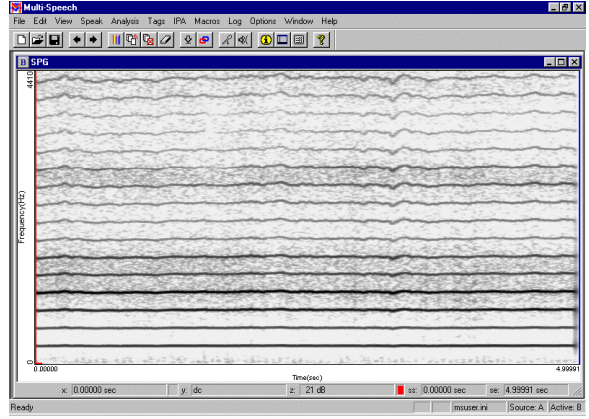 Multi-Speech
File Edit View Speak Analysis Tags IPA Macros Log Options Window Help
B SPG
4410
Frequency(Hz)
0
0.00000 4.99991
Time(sec)
x: 0.00000 sec y: dc z: 21 dB ss: 0.00000 sec se: 4.99991 sec
Ready msuser.ini Source: A Active: B